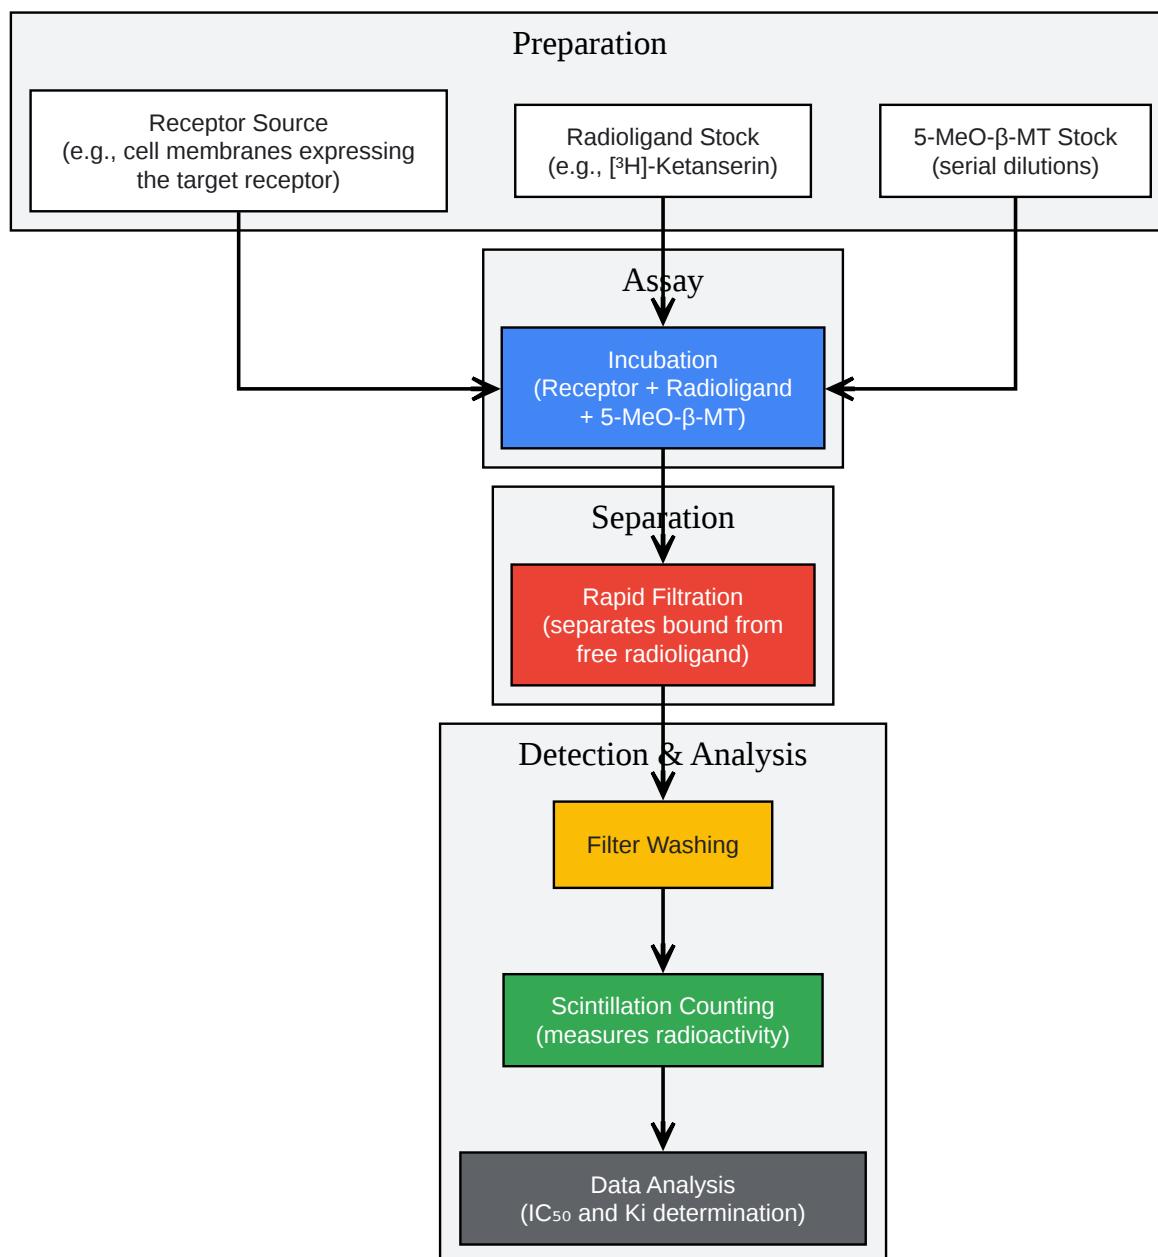 Preparation
Receptor Source
(e.g., cell membranes expressing
the target receptor)
Radioligand Stock
(e.g., [³H]-Ketanserin)
5-MeO-β-MT Stock
(serial dilutions)
Assay
Incubation
(Receptor + Radioligand
+ 5-MeO-β-MT)
Separation
Rapid Filtration
(separates bound from
free radioligand)
Detection & Analysis
Filter Washing
Scintillation Counting
(measures radioactivity)
Data Analysis
(IC₅₀ and Ki determination)